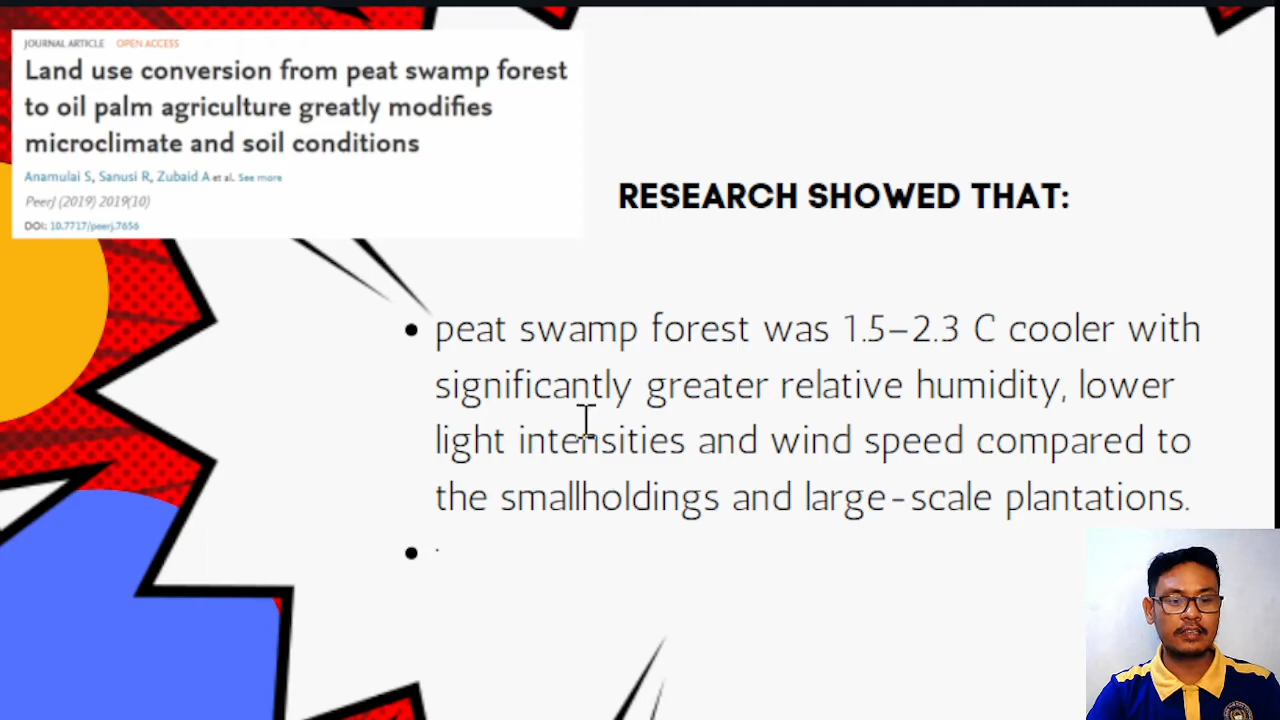 JOURNAL ARTICLE OPEN ACCESS
Land use conversion from peat swamp forest
to oil palm agriculture greatly modifies
microclimate and soil conditions
Anamulai S, Sanusi R, Zubaid A et al. See more
PeerJ (2019) 2019(10)
DOI: 10.7717/peerj.7656
RESEARCH SHOWED THAT:
• peat swamp forest was 1.5–2.3 C cooler with
significantly greater relative humidity, lower
light intensities and wind speed compared to
the smallholdings and large-scale plantations.
• .